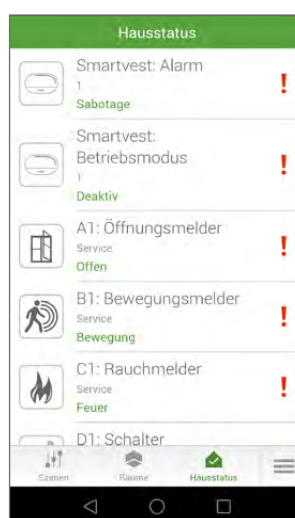 Hausstatus
Smartvest: Alarm
1
Sabotage
Smartvest:
Betriebsmodus
1
Deaktiv
A1: Öffnungsmelder
Service
Offen
B1: Bewegungsmelder
Service
Bewegung
C1: Rauchmelder
Service
Feuer
D1: Schalter
Szenen Räume Hausstatus